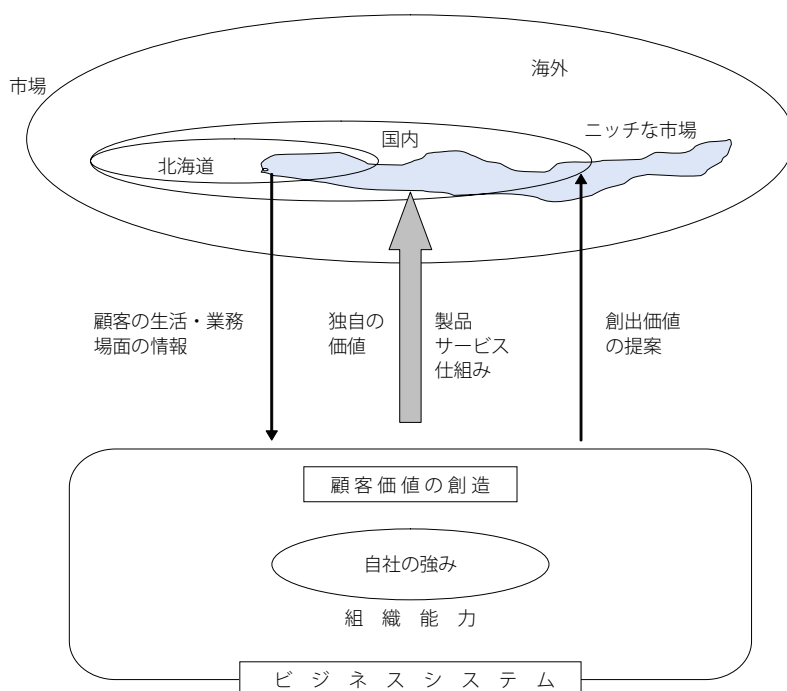 海外
市場
ニッチな市場
国内
北海道
顧客の生活・業務
場面の情報
独自の
価値
製品
サービス
仕組み
創出価値
の提案
顧客価値の創造
自社の強み
組織能力
ビジネスシステム